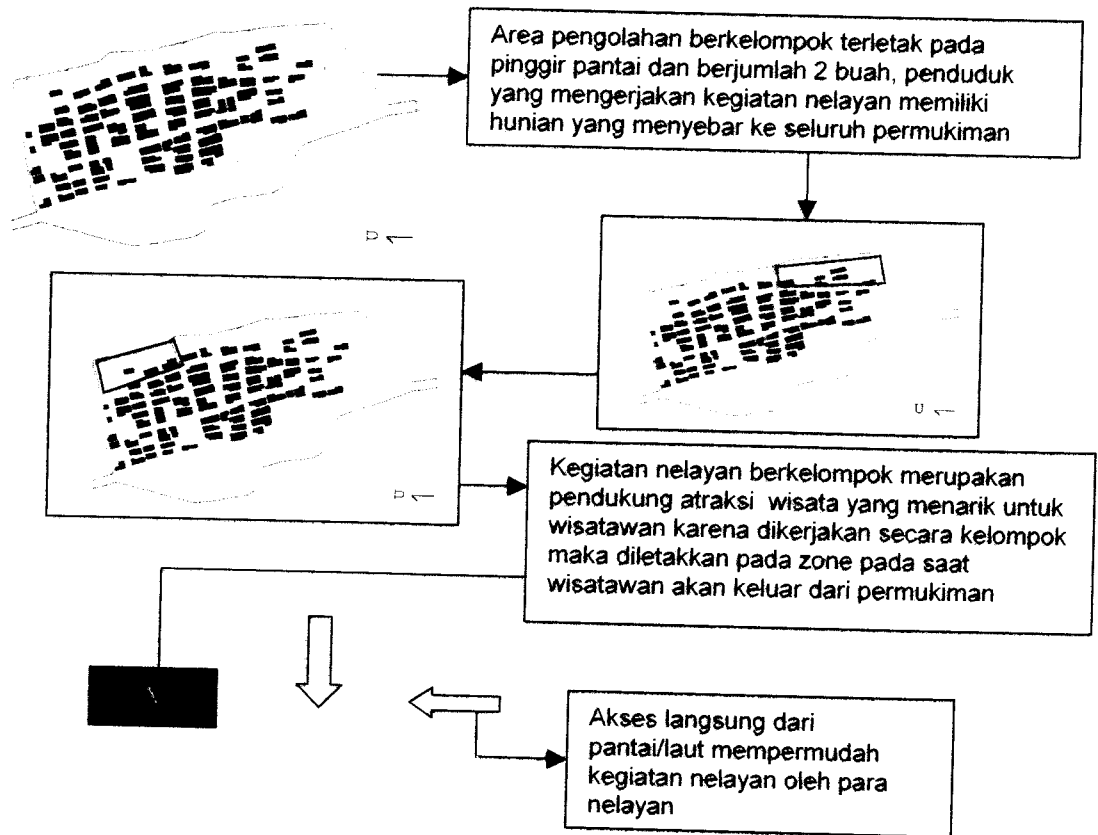 Area pengolahan berkelompok terletak pada
pinggir pantai dan berjumlah 2 buah, penduduk
yang mengerjakan kegiatan nelayan memiliki
hunian yang menyebar ke seluruh permukiman
Kegiatan nelayan berkelompok merupakan
pendukung atraksi wisata yang menarik untuk
wisatawan karena dikerjakan secara kelompok
maka diletakkan pada zone pada saat
wisatawan akan keluar dari permukiman
Akses langsung dari
pantai/laut mempermudah
kegiatan nelayan oleh para
nelayan